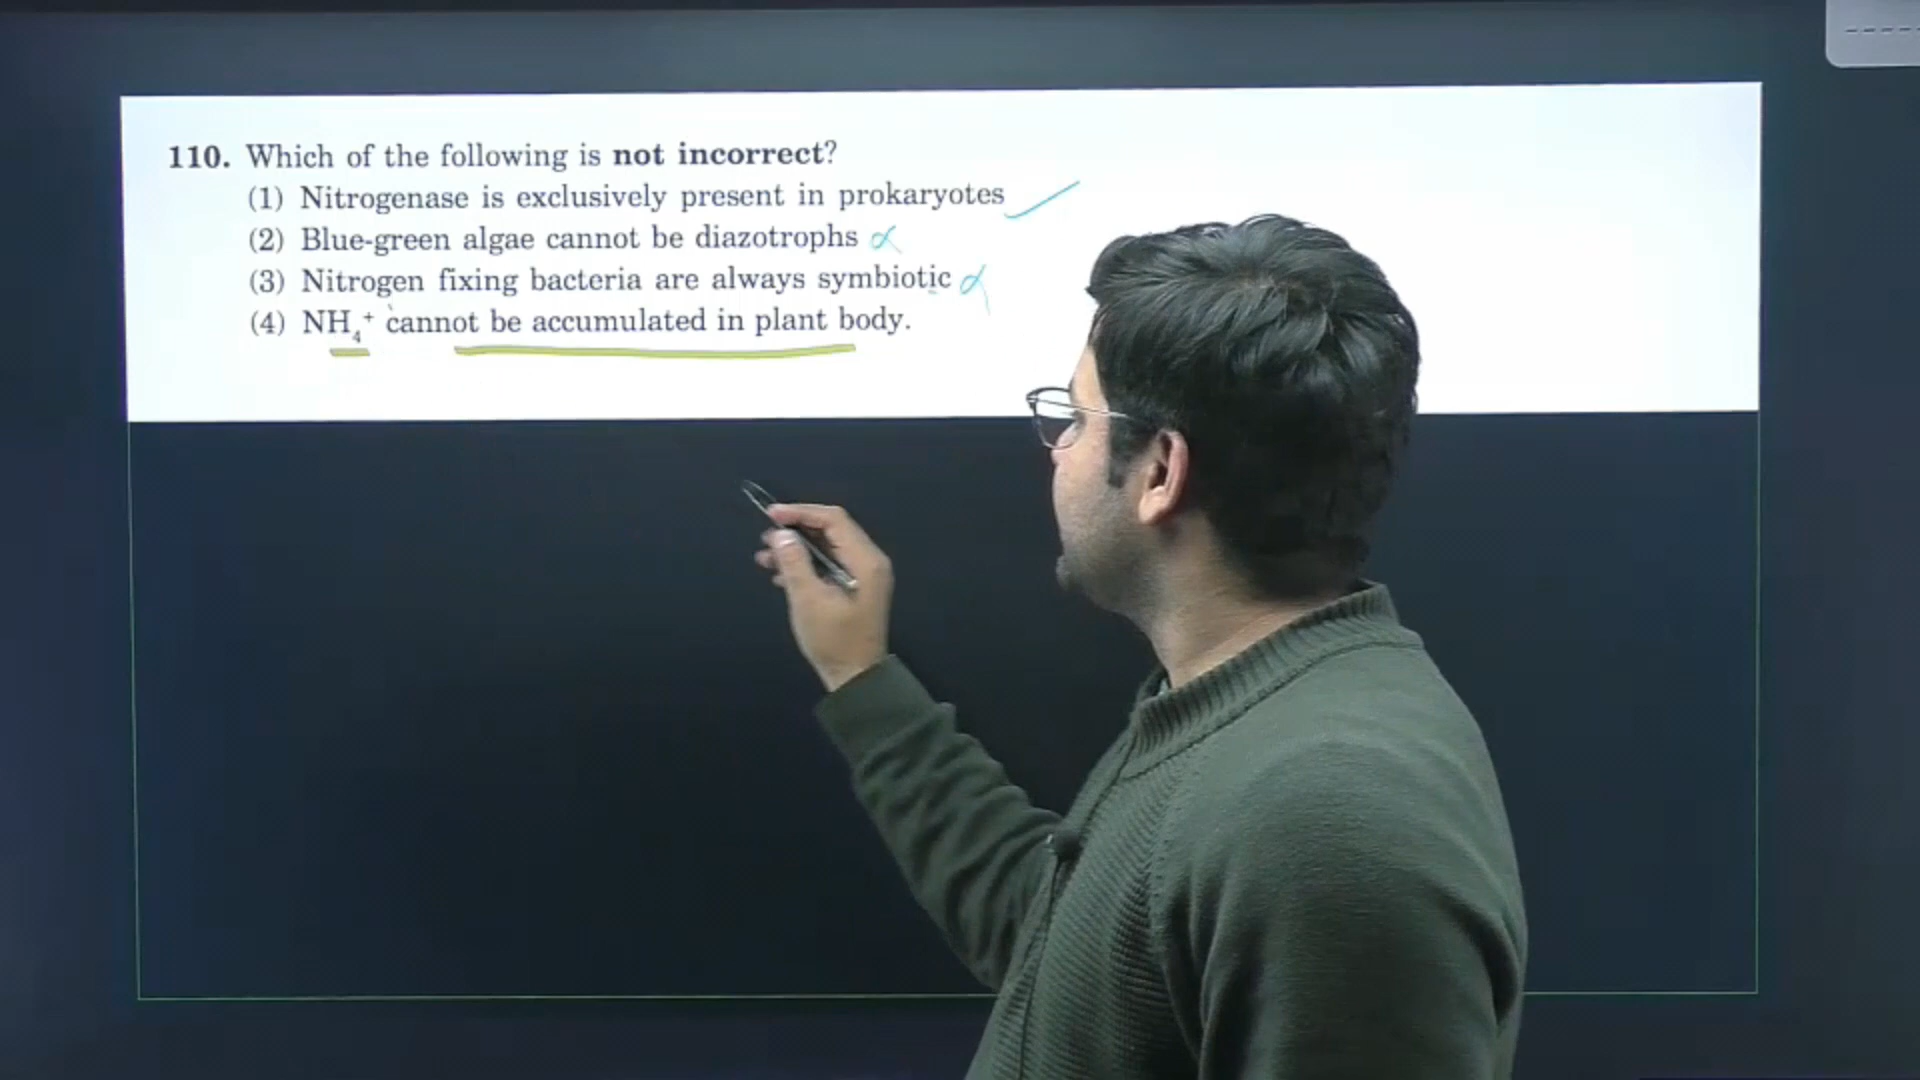 110. Which of the following is not incorrect?
(1) Nitrogenase is exclusively present in prokaryotes
(2) Blue-green algae cannot be diazotrophs
(3) Nitrogen fixing bacteria are always symbiotic
(4) NH₄⁺ cannot be accumulated in plant body.